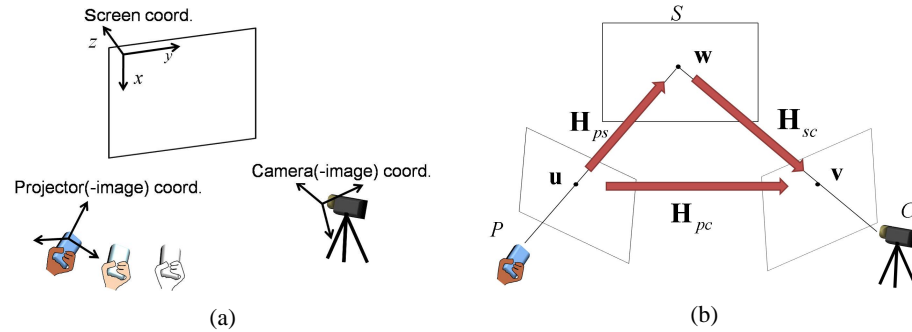 Screen coord.
z
y
x
Projector(-image) coord.
Camera(-image) coord.
(a)
S
w
H_ps
H_sc
u
v
H_pc
P
C
(b)